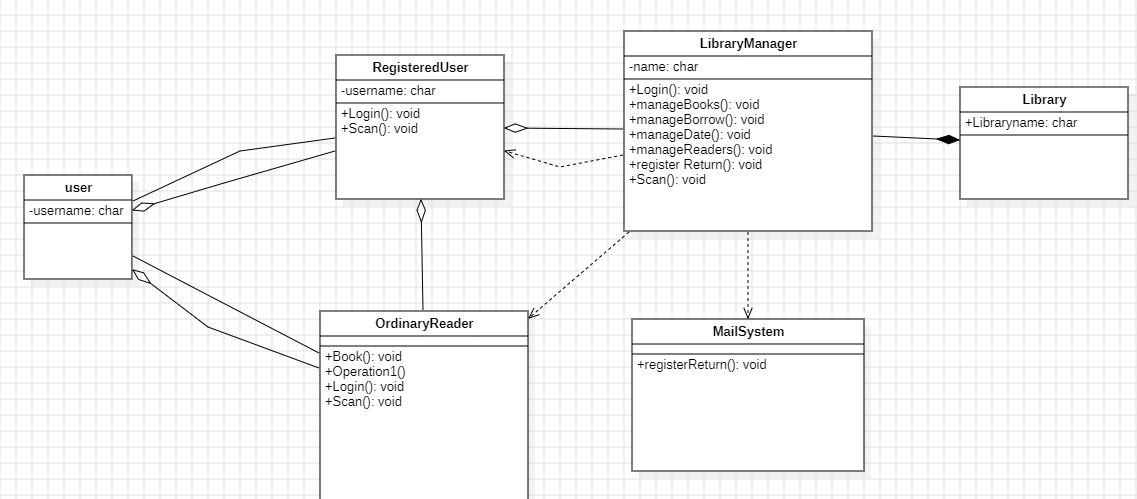 user
-username: char
RegisteredUser
-username: char
+Login(): void
+Scan(): void
LibraryManager
-name: char
+Login(): void
+manageBooks(): void
+manageBorrow(): void
+manageDate(): void
+manageReaders(): void
+register Return(): void
+Scan(): void
Library
+Libraryname: char
OrdinaryReader
+Book(): void
+Operation1()
+Login(): void
+Scan(): void
MailSystem
+registerReturn(): void